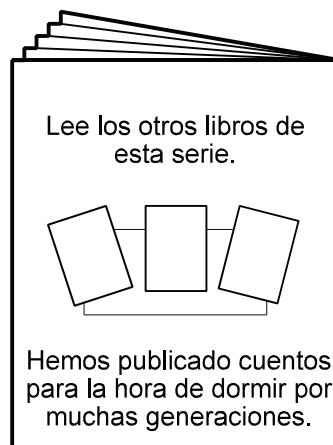 Lee los otros libros de
esta serie.
Hemos publicado cuentos
para la hora de dormir por
muchas generaciones.